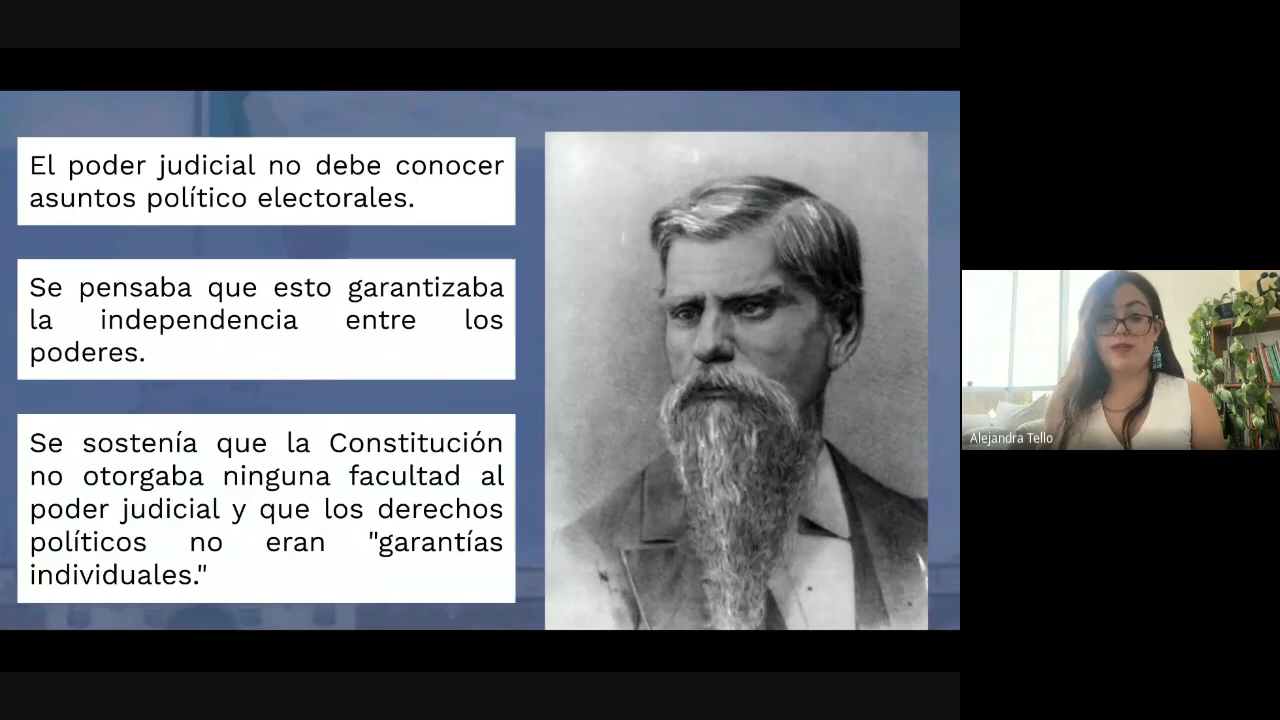 El poder judicial no debe conocer
asuntos político electorales.
Se pensaba que esto garantizaba
la independencia entre los
poderes.
Se sostenía que la Constitución
no otorgaba ninguna facultad al
poder judicial y que los derechos
políticos no eran "garantías
individuales."
Alejandra Tello